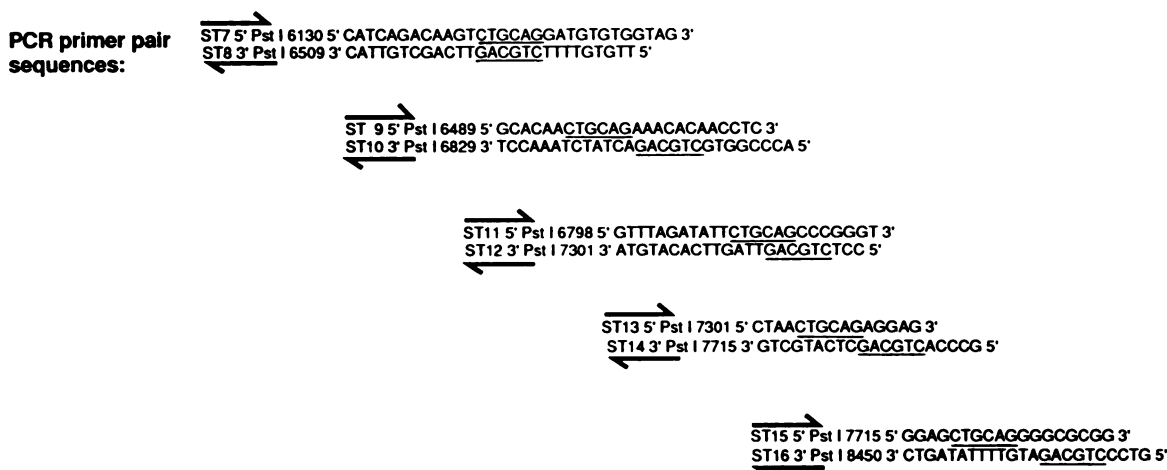 PCR primer pair sequences:
ST7 5' Pst I 6130 5' CATCAGACAAGTCTGCAGGATGTGTGGTAG 3'
ST8 3' Pst I 6509 3' CATTGTCGACTTGACGTCTTTTGTGTT 5'
ST 9 5' Pst I 6489 5' GCACAACTGCAGAAACACAACCTC 3'
ST10 3' Pst I 6829 3' TCCAAATCTATCAGACGTCGTGGCCCA 5'
ST11 5' Pst I 6798 5' GTTTAGATATTCTGCAGCCCGGGT 3'
ST12 3' Pst I 7301 3' ATGTACACTTGATTGACGTCTCC 5'
ST13 5' Pst I 7301 5' CTAACTGCAGAGGAG 3'
ST14 3' Pst I 7715 3' GTCGTACTCGACGTCACCCG 5'
ST15 5' Pst I 7715 5' GGAGCTGCAGGGGCGCGG 3'
ST16 3' Pst I 8450 3' CTGATATTTTGTAGACGTCCCTG 5'